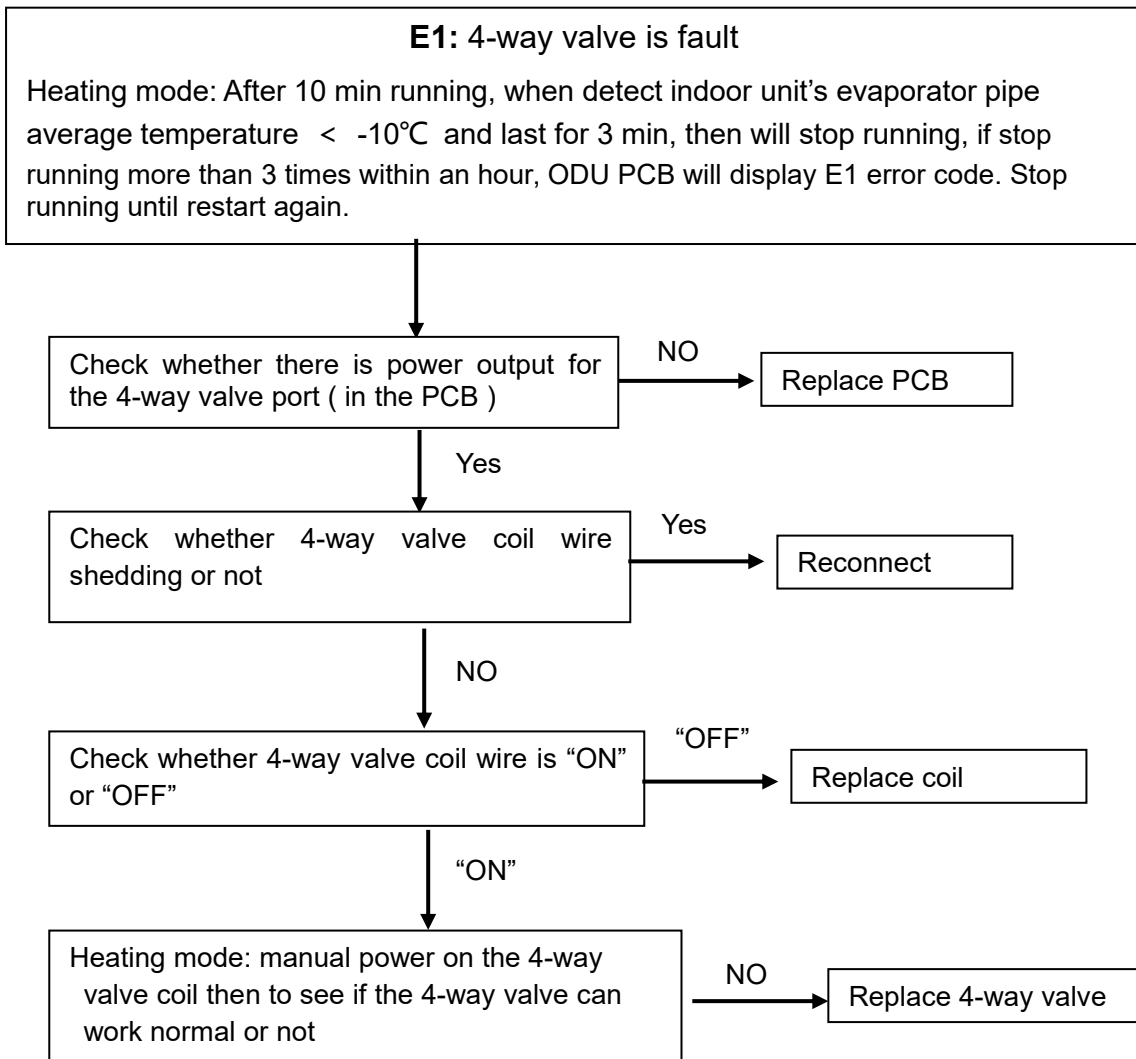 E1: 4-way valve is fault
Heating mode: After 10 min running, when detect indoor unit’s evaporator pipe
average temperature ＜ -10℃ and last for 3 min, then will stop running, if stop
running more than 3 times within an hour, ODU PCB will display E1 error code. Stop
running until restart again.
Check whether there is power output for
the 4-way valve port ( in the PCB )
NO
Replace PCB
Yes
Check whether 4-way valve coil wire
shedding or not
Yes
Reconnect
NO
Check whether 4-way valve coil wire is “ON”
or “OFF”
“OFF”
Replace coil
“ON”
Heating mode: manual power on the 4-way
valve coil then to see if the 4-way valve can
work normal or not
NO
Replace 4-way valve